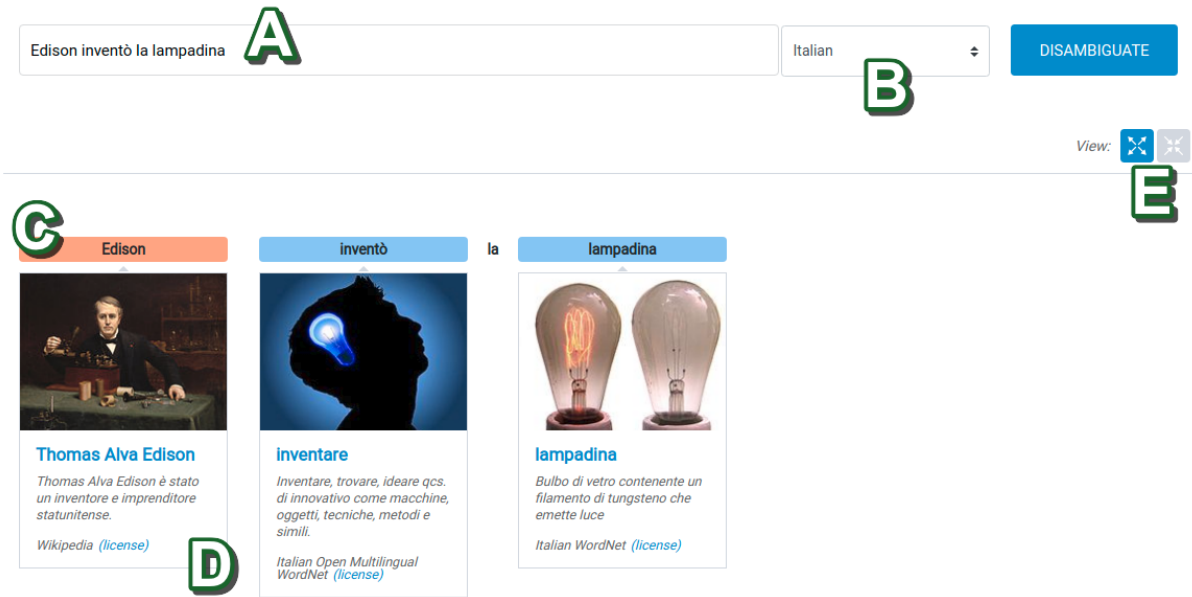 A
Edison inventò la lampadina
Italian
B
DISAMBIGUATE
View:
E
C
Edison inventò la lampadina
Thomas Alva Edison
Thomas Alva Edison è stato
un inventore e imprenditore
statunitense.
Wikipedia (license)
D
inventare
Inventare, trovare, ideare qcs.
di innovativo come macchine,
oggetti, tecniche, metodi e
simili.
Italian Open Multilingual
WordNet (license)
lampadina
Bulbo di vetro contenente un
filamento di tungsteno che
emette luce
Italian WordNet (license)